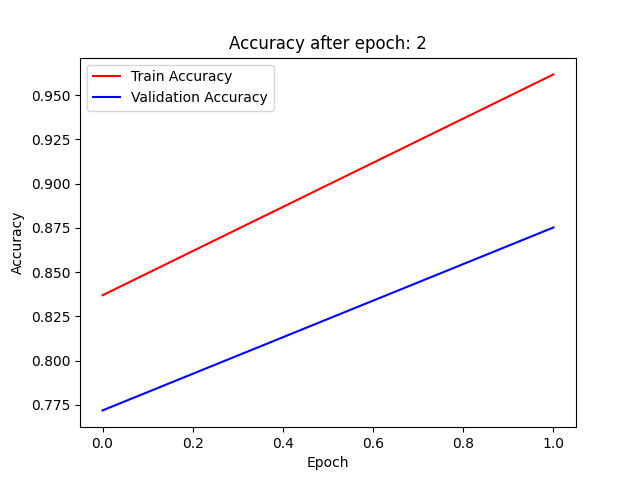 Accuracy after epoch: 2
Train Accuracy
Validation Accuracy
0.950
0.925
0.900
0.875
0.850
0.825
0.800
0.775
Accuracy
0.0 0.2 0.4 0.6 0.8 1.0
Epoch